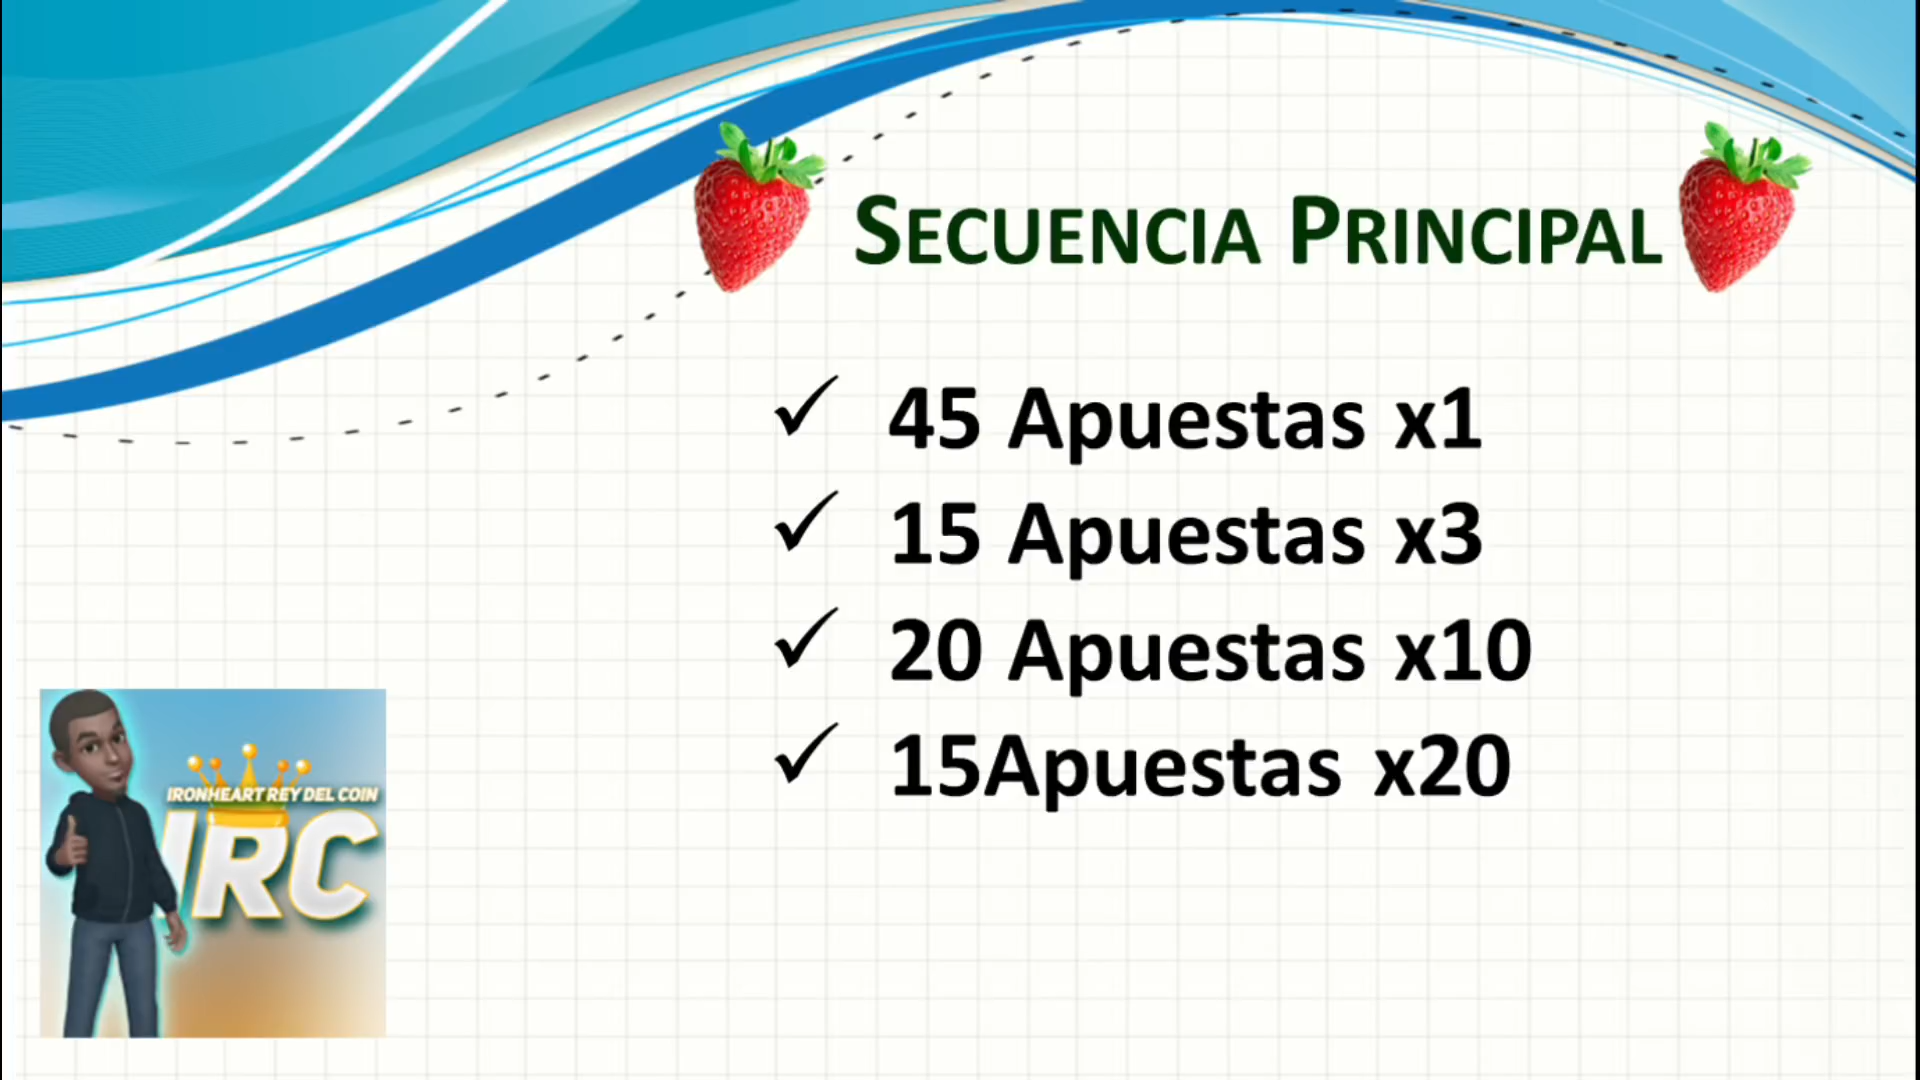 SECUENCIA PRINCIPAL
✓ 45 Apuestas x1
✓ 15 Apuestas x3
✓ 20 Apuestas x10
✓ 15Apuestas x20
IRONHEART REY DEL COIN
IRC